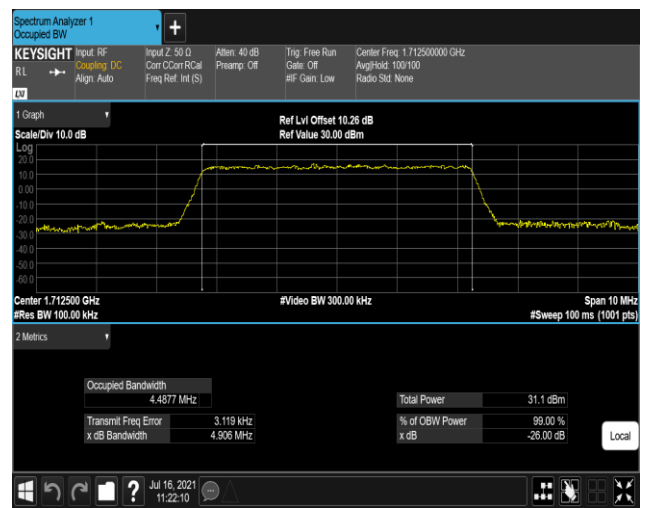 Spectrum Analyzer 1
Occupied BW
+
KEYSIGHT Input: RF Input Z: 50 Ω Atten: 40 dB Trig: Free Run Center Freq: 1.712500000 GHz
RL Coupling: DC Corr CCorr RCal Preamp: Off Gate: Off Avg|Hold: 100/100
Align: Auto Freq Ref: Int (S) #IF Gain: Low Radio Std: None
LXI
1 Graph
Ref Lvl Offset 10.26 dB
Scale/Div 10.0 dB Ref Value 30.00 dBm
Log
20.0
10.0
0.00
-10.0
-20.0
-30.0
-40.0
-50.0
-60.0
Center 1.712500 GHz #Video BW 300.00 kHz Span 10 MHz
#Res BW 100.00 kHz #Sweep 100 ms (1001 pts)
2 Metrics
Occupied Bandwidth
4.4877 MHz Total Power 31.1 dBm
Transmit Freq Error 3.119 kHz % of OBW Power 99.00 %
x dB Bandwidth 4.906 MHz x dB -26.00 dB
Local
? Jul 16, 2021
11:22:10